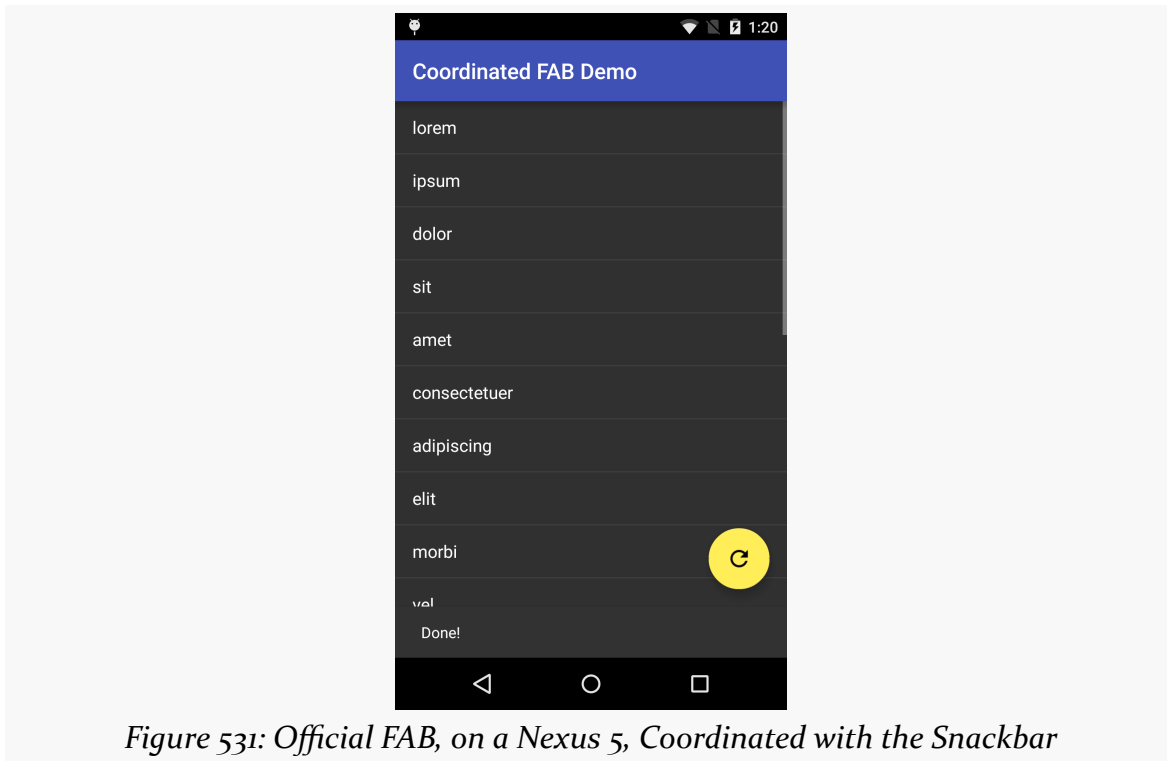 1:20
Coordinated FAB Demo
lorem
ipsum
dolor
sit
amet
consectetuer
adipiscing
elit
morbi
vel
Done!
Figure 531: Official FAB, on a Nexus 5, Coordinated with the Snackbar